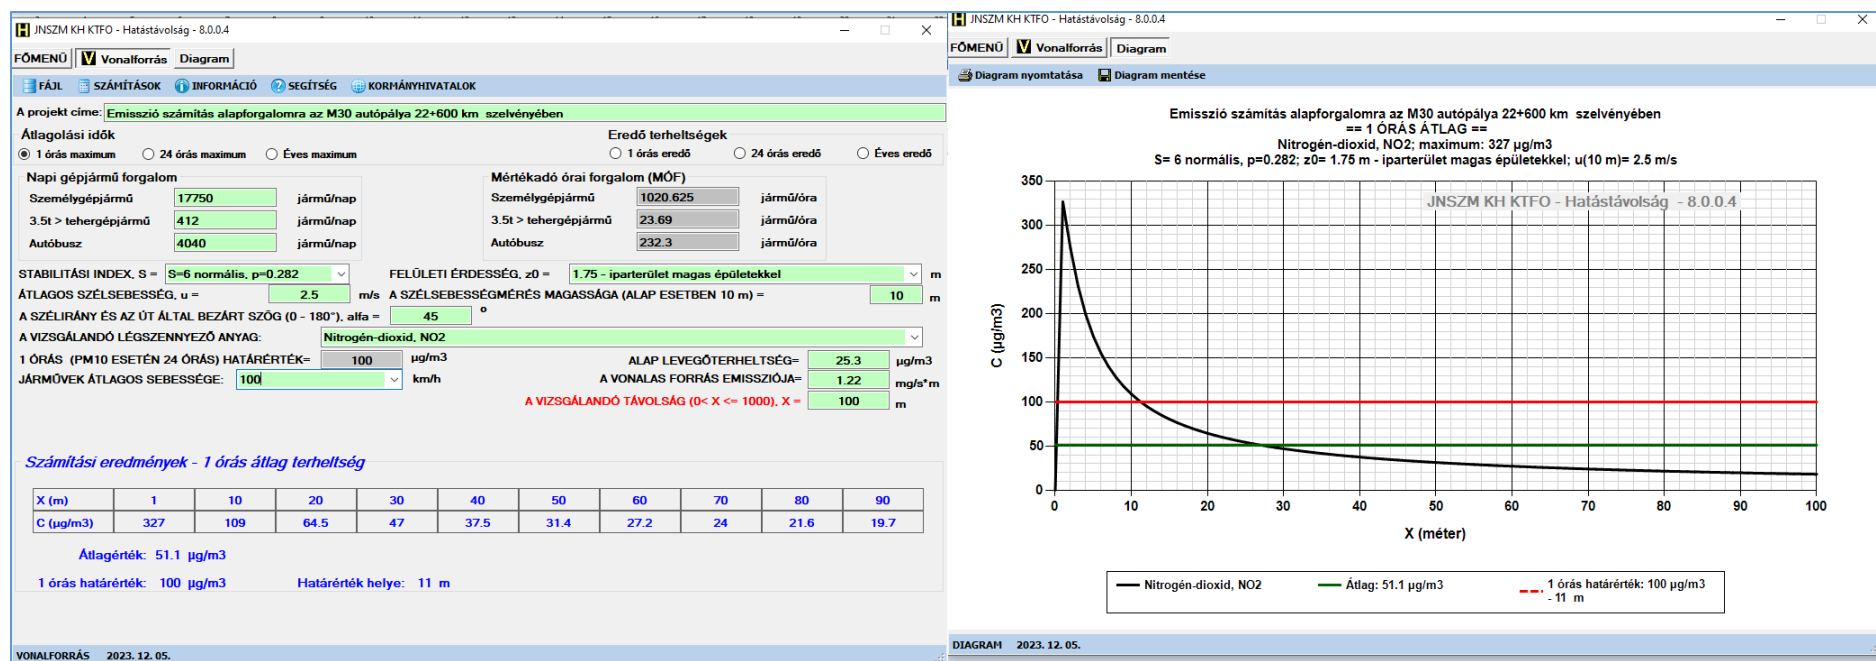 JNSZM KH KTFO - Hatástávolság - 8.0.0.4
FŐMENŰ V Vonalforrás Diagram
FÁJL SZÁMÍTÁSOK INFORMÁCIÓ SEGÍTSÉG KORMÁNYHIVATALOK
A projekt címe: Emisszió számítás alapforgalomra az M30 autópálya 22+600 km szelvényében
Átlagolási idők Eredő terheltségek
1 órás maximum 24 órás maximum Éves maximum 1 órás eredő 24 órás eredő Éves eredő
Napi gépjármű forgalom Mértékadó órai forgalom (MÓF)
Személygépjármű 17750 jármű/nap Személygépjármű 1020.625 jármű/óra
3.5t > tehergépjármű 412 jármű/nap 3.5t > tehergépjármű 23.69 jármű/óra
Autóbusz 4040 jármű/nap Autóbusz 232.3 jármű/óra
STABILITÁSI INDEX, S = S=6 normális, p=0.282 FELÜLETI ÉRDESSÉG, z0 = 1.75 - iparterület magas épületekkel m
ÁTLAGOS SZÉLSEBESSÉG, u = 2.5 m/s A SZÉLSEBESSÉGMÉRÉS MAGASSÁGA (ALAP ESETBEN 10 m) = 10 m
A SZÉLIRÁNY ÉS AZ ÚT ÁLTAL BEZÁRT SZÖG (0 - 180°), alfa = 45 °
A VIZSGÁLANDÓ LÉGSZENNYEZŐ ANYAG: Nitrogén-dioxid, NO2
1 ÓRÁS (PM10 ESETÉN 24 ÓRÁS) HATÁRÉRTÉK= 100 µg/m3 ALAP LEVEGŐTERHELTSÉG= 25.3 µg/m3
JÁRMŰVEK ÁTLAGOS SEBESSÉGE: 100 km/h A VONALAS FORRÁS EMISSZIÓJA= 1.22 mg/s*m
A VIZSGÁLANDÓ TÁVOLSÁG (0< X <= 1000), X = 100 m
Számítási eredmények - 1 órás átlag terheltség
X (m) 1 10 20 30 40 50 60 70 80 90
C (µg/m3) 327 109 64.5 47 37.5 31.4 27.2 24 21.6 19.7
Átlagérték: 51.1 µg/m3
1 órás határérték: 100 µg/m3 Határérték helye: 11 m
VONALFORRÁS 2023. 12. 05.
JNSZM KH KTFO - Hatástávolság - 8.0.0.4
FŐMENŰ V Vonalforrás Diagram
Diagram nyomtatása Diagram mentése
Emisszió számítás alapforgalomra az M30 autópálya 22+600 km szelvényében
== 1 ÓRÁS ÁTLAG ==
Nitrogén-dioxid, NO2; maximum: 327 µg/m3
S= 6 normális, p=0.282; z0= 1.75 m - iparterület magas épületekkel; u(10 m)= 2.5 m/s
JNSZM KH KTFO - Hatástávolság - 8.0.0.4
350
300
250
200
150
100
50
0
C (µg/m3)
0 10 20 30 40 50 60 70 80 90 100
X (méter)
Nitrogén-dioxid, NO2 Átlag: 51.1 µg/m3 1 órás határérték: 100 µg/m3
- 11 m
DIAGRAM 2023. 12. 05.